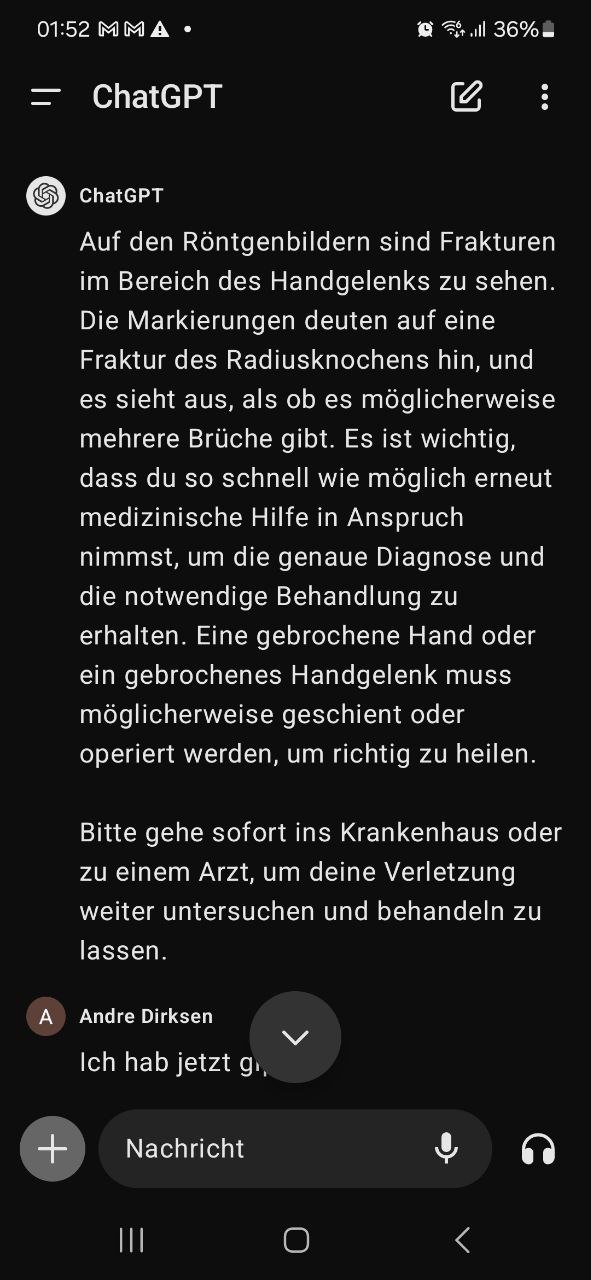 01:52
36%
ChatGPT
ChatGPT
Auf den Röntgenbildern sind Frakturen
im Bereich des Handgelenks zu sehen.
Die Markierungen deuten auf eine
Fraktur des Radiusknochens hin, und
es sieht aus, als ob es möglicherweise
mehrere Brüche gibt. Es ist wichtig,
dass du so schnell wie möglich erneut
medizinische Hilfe in Anspruch
nimmst, um die genaue Diagnose und
die notwendige Behandlung zu
erhalten. Eine gebrochene Hand oder
ein gebrochenes Handgelenk muss
möglicherweise geschient oder
operiert werden, um richtig zu heilen.
Bitte gehe sofort ins Krankenhaus oder
zu einem Arzt, um deine Verletzung
weiter untersuchen und behandeln zu
lassen.
A Andre Dirksen
Ich hab jetzt
Nachricht